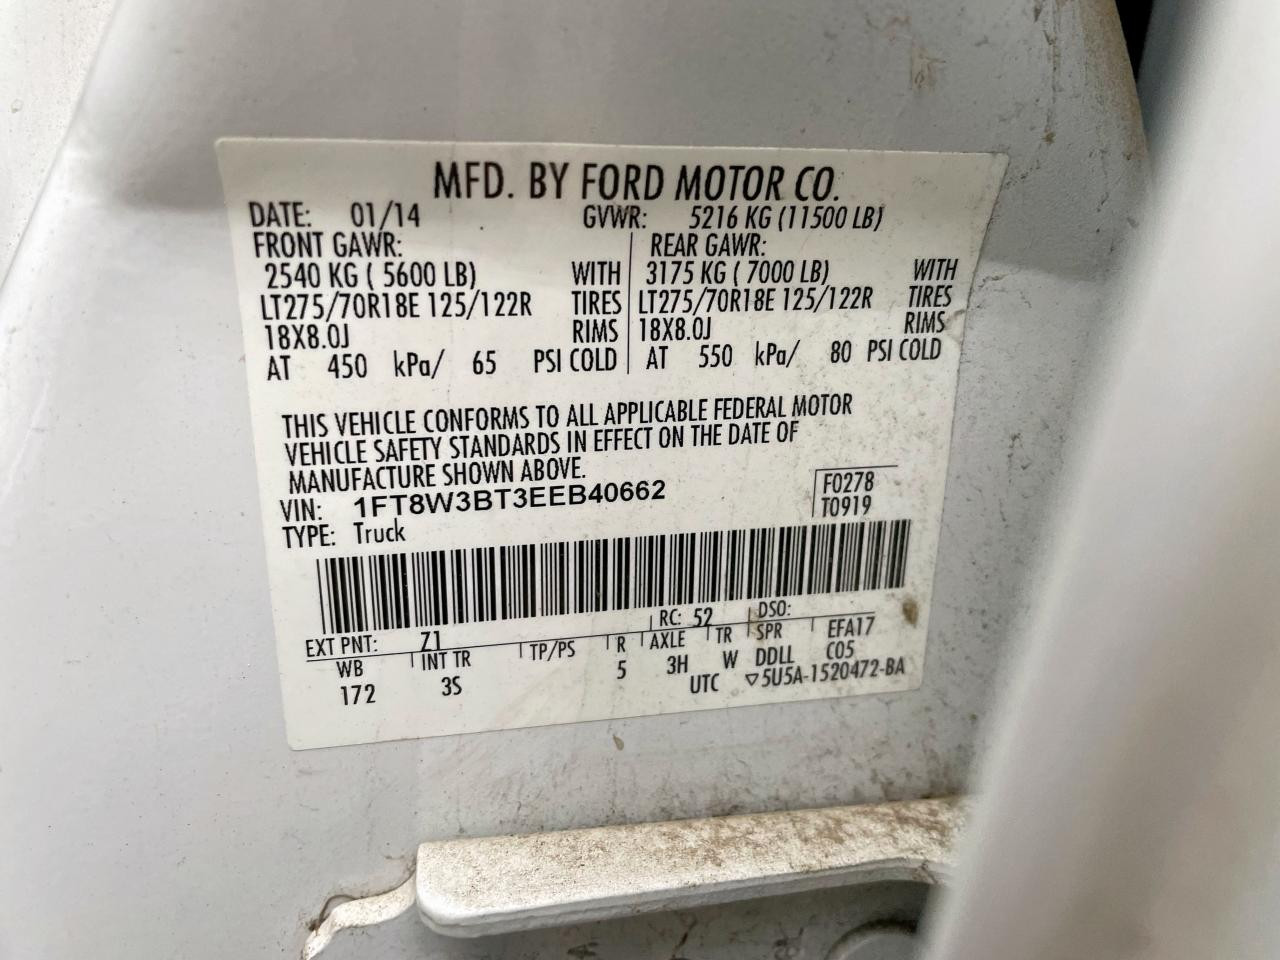 MFD. BY FORD MOTOR CO.
DATE: 01/14 GVWR: 5216 KG (11500 LB)
FRONT GAWR: REAR GAWR:
2540 KG ( 5600 LB) WITH 3175 KG ( 7000 LB) WITH
LT275/70R18E 125/122R TIRES LT275/70R18E 125/122R TIRES
18X8.0J RIMS 18X8.0J RIMS
AT 450 kPa/ 65 PSI COLD AT 550 kPa/ 80 PSI COLD
THIS VEHICLE CONFORMS TO ALL APPLICABLE FEDERAL MOTOR
VEHICLE SAFETY STANDARDS IN EFFECT ON THE DATE OF
MANUFACTURE SHOWN ABOVE.
VIN: 1FT8W3BT3EEB40662 F0278
TYPE: Truck T0919
EXT PNT: Z1 RC: 52 DSO:
WB INT TR TP/PS R AXLE TR SPR EFA17
172 3S 5 3H W DDLL C05
UTC ▽5U5A-1520472-BA